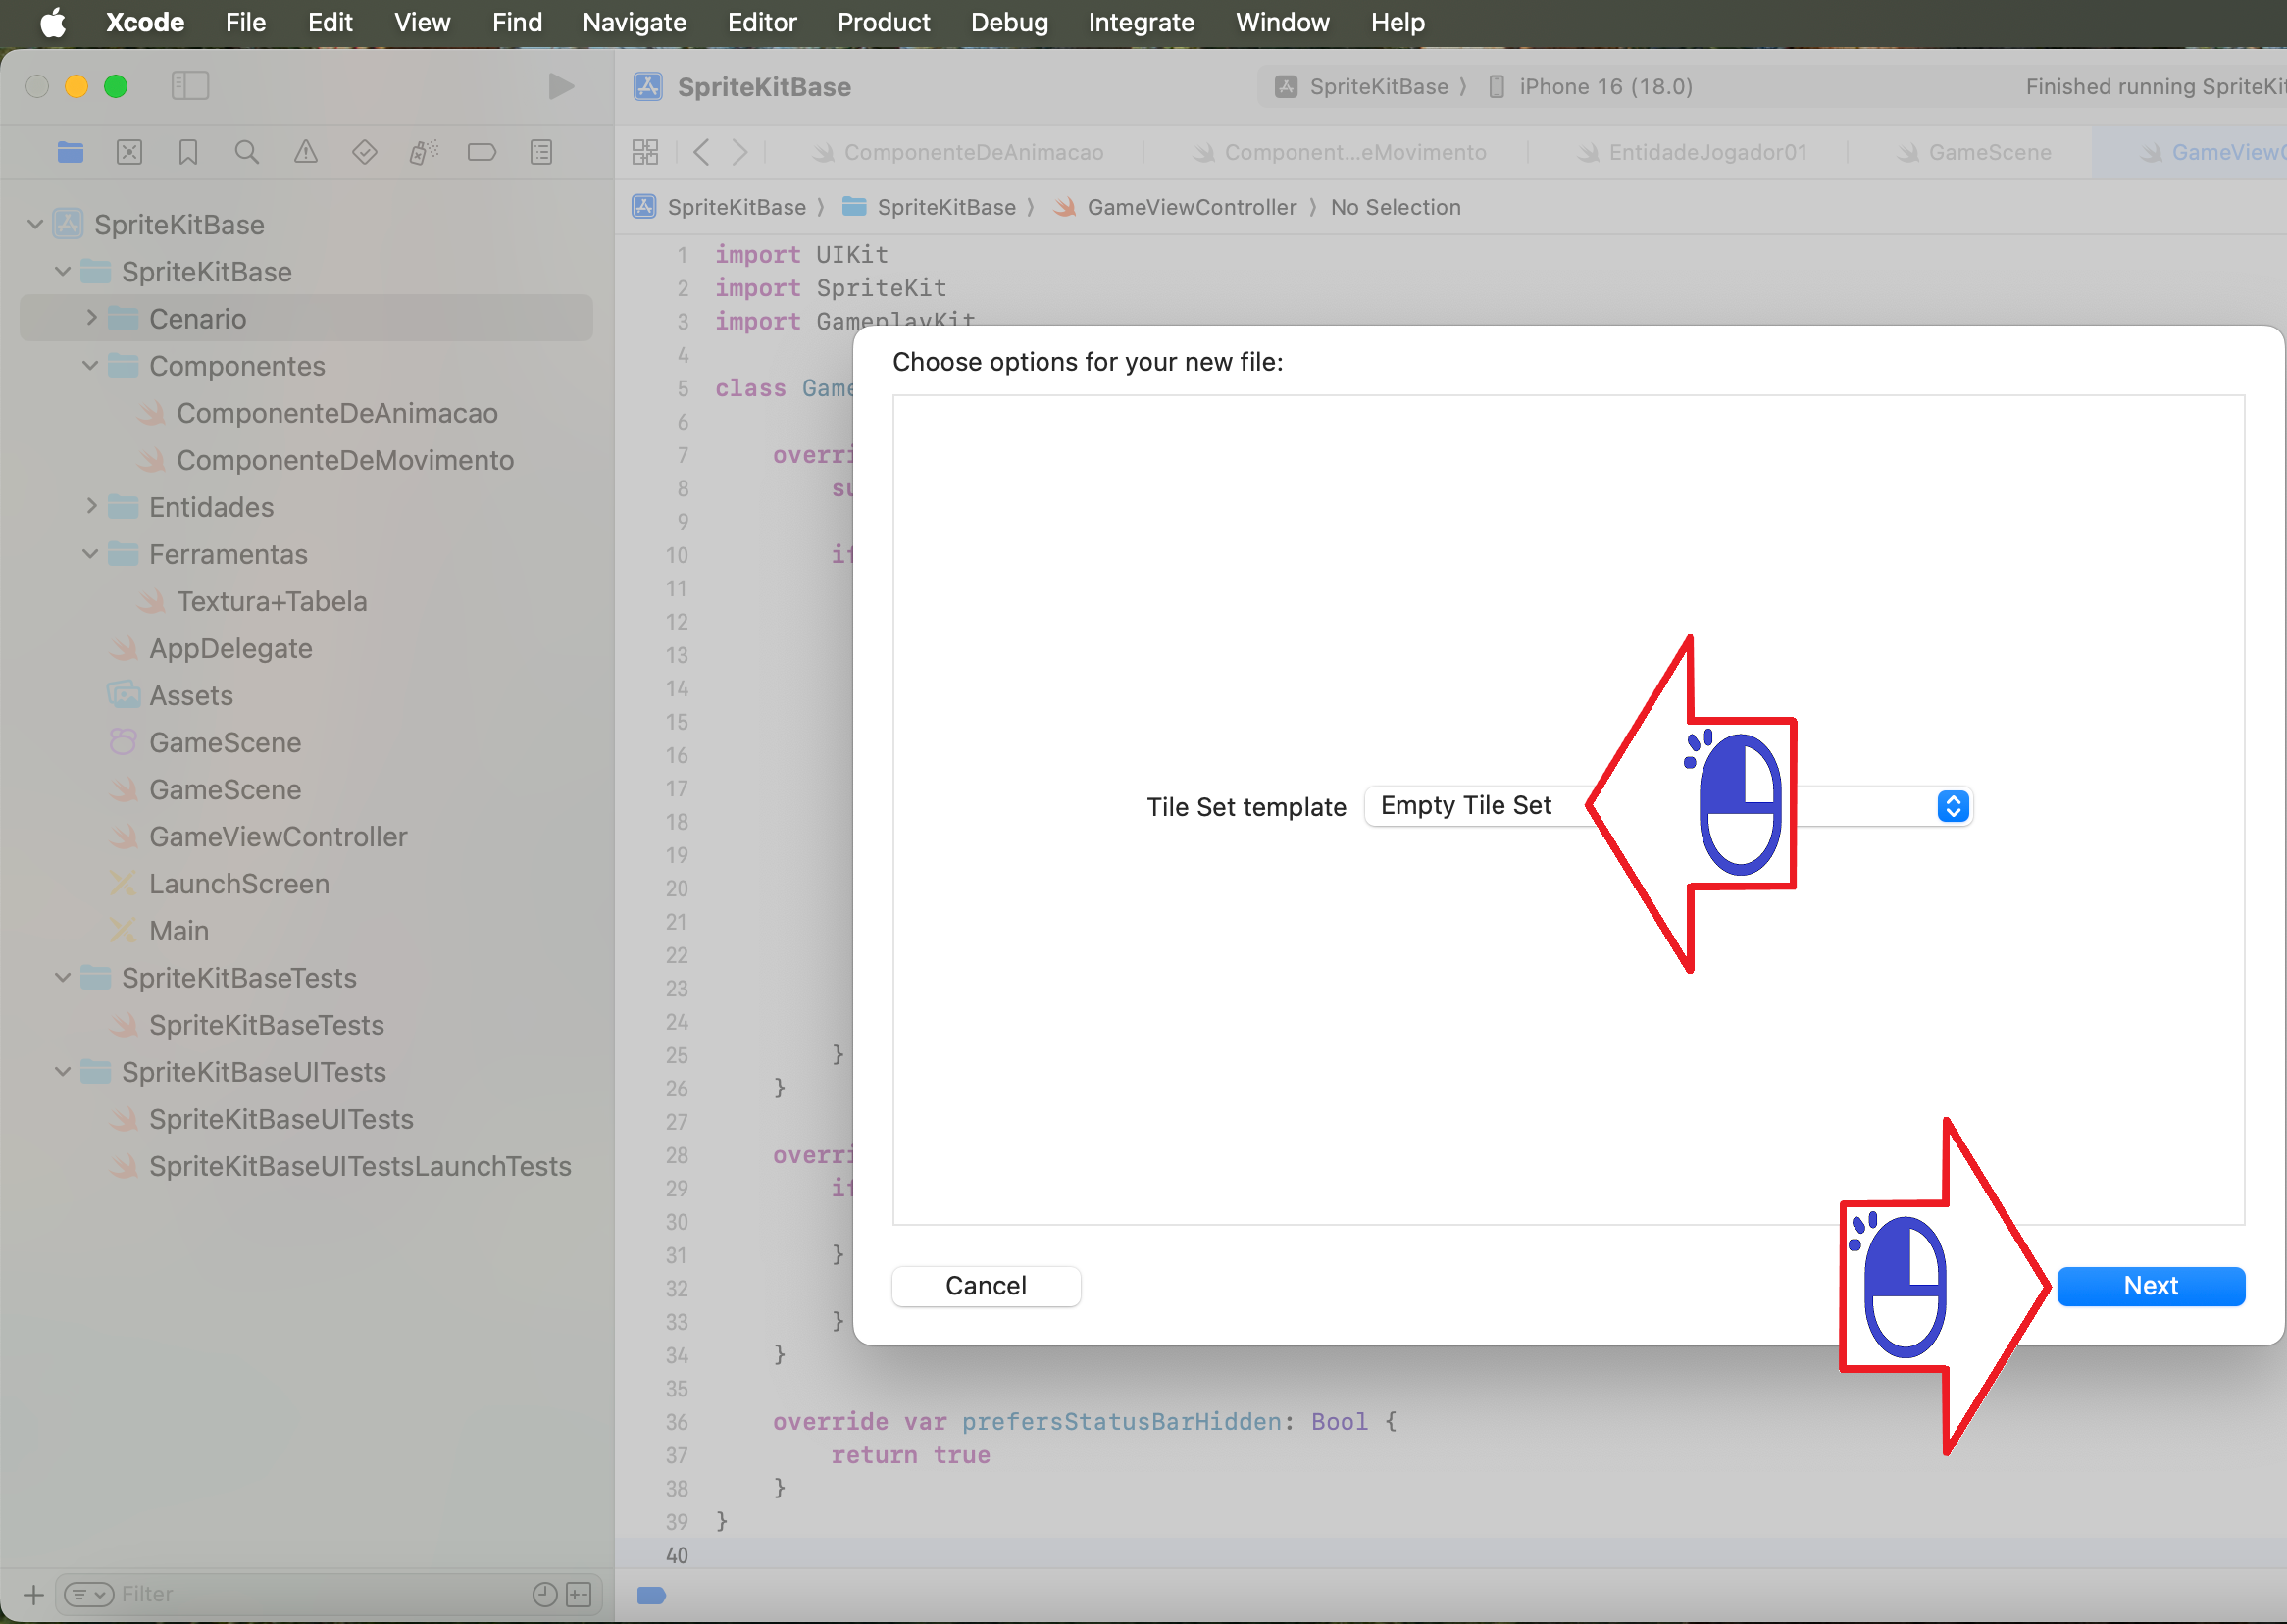 Xcode File Edit View Find Navigate Editor Product Debug Integrate Window Help
SpriteKitBase
SpriteKitBase 〉 iPhone 16 (18.0)
Finished running SpriteKit
ComponenteDeAnimacao
Component...eMovimento
EntidadeJogador01
GameScene
GameViewC
SpriteKitBase 〉 SpriteKitBase 〉 GameViewController 〉 No Selection
SpriteKitBase
SpriteKitBase
Cenario
Componentes
ComponenteDeAnimacao
ComponenteDeMovimento
Entidades
Ferramentas
Textura+Tabela
AppDelegate
Assets
GameScene
GameScene
GameViewController
LaunchScreen
Main
SpriteKitBaseTests
SpriteKitBaseTests
SpriteKitBaseUITests
SpriteKitBaseUITests
SpriteKitBaseUITestsLaunchTests
Filter
1 import UIKit
2 import SpriteKit
3 import GameplayKit
4
5 class Game
6
7 overri
8 su
9
10 if
11
12
13
14
15
16
17
18
19
20
21
22
23
24
25 }
26 }
27
28 overri
29 if
30
31 }
32
33 }
34 }
35
36 override var prefersStatusBarHidden: Bool {
37 return true
38 }
39 }
40
Choose options for your new file:
Tile Set template Empty Tile Set
Cancel
Next